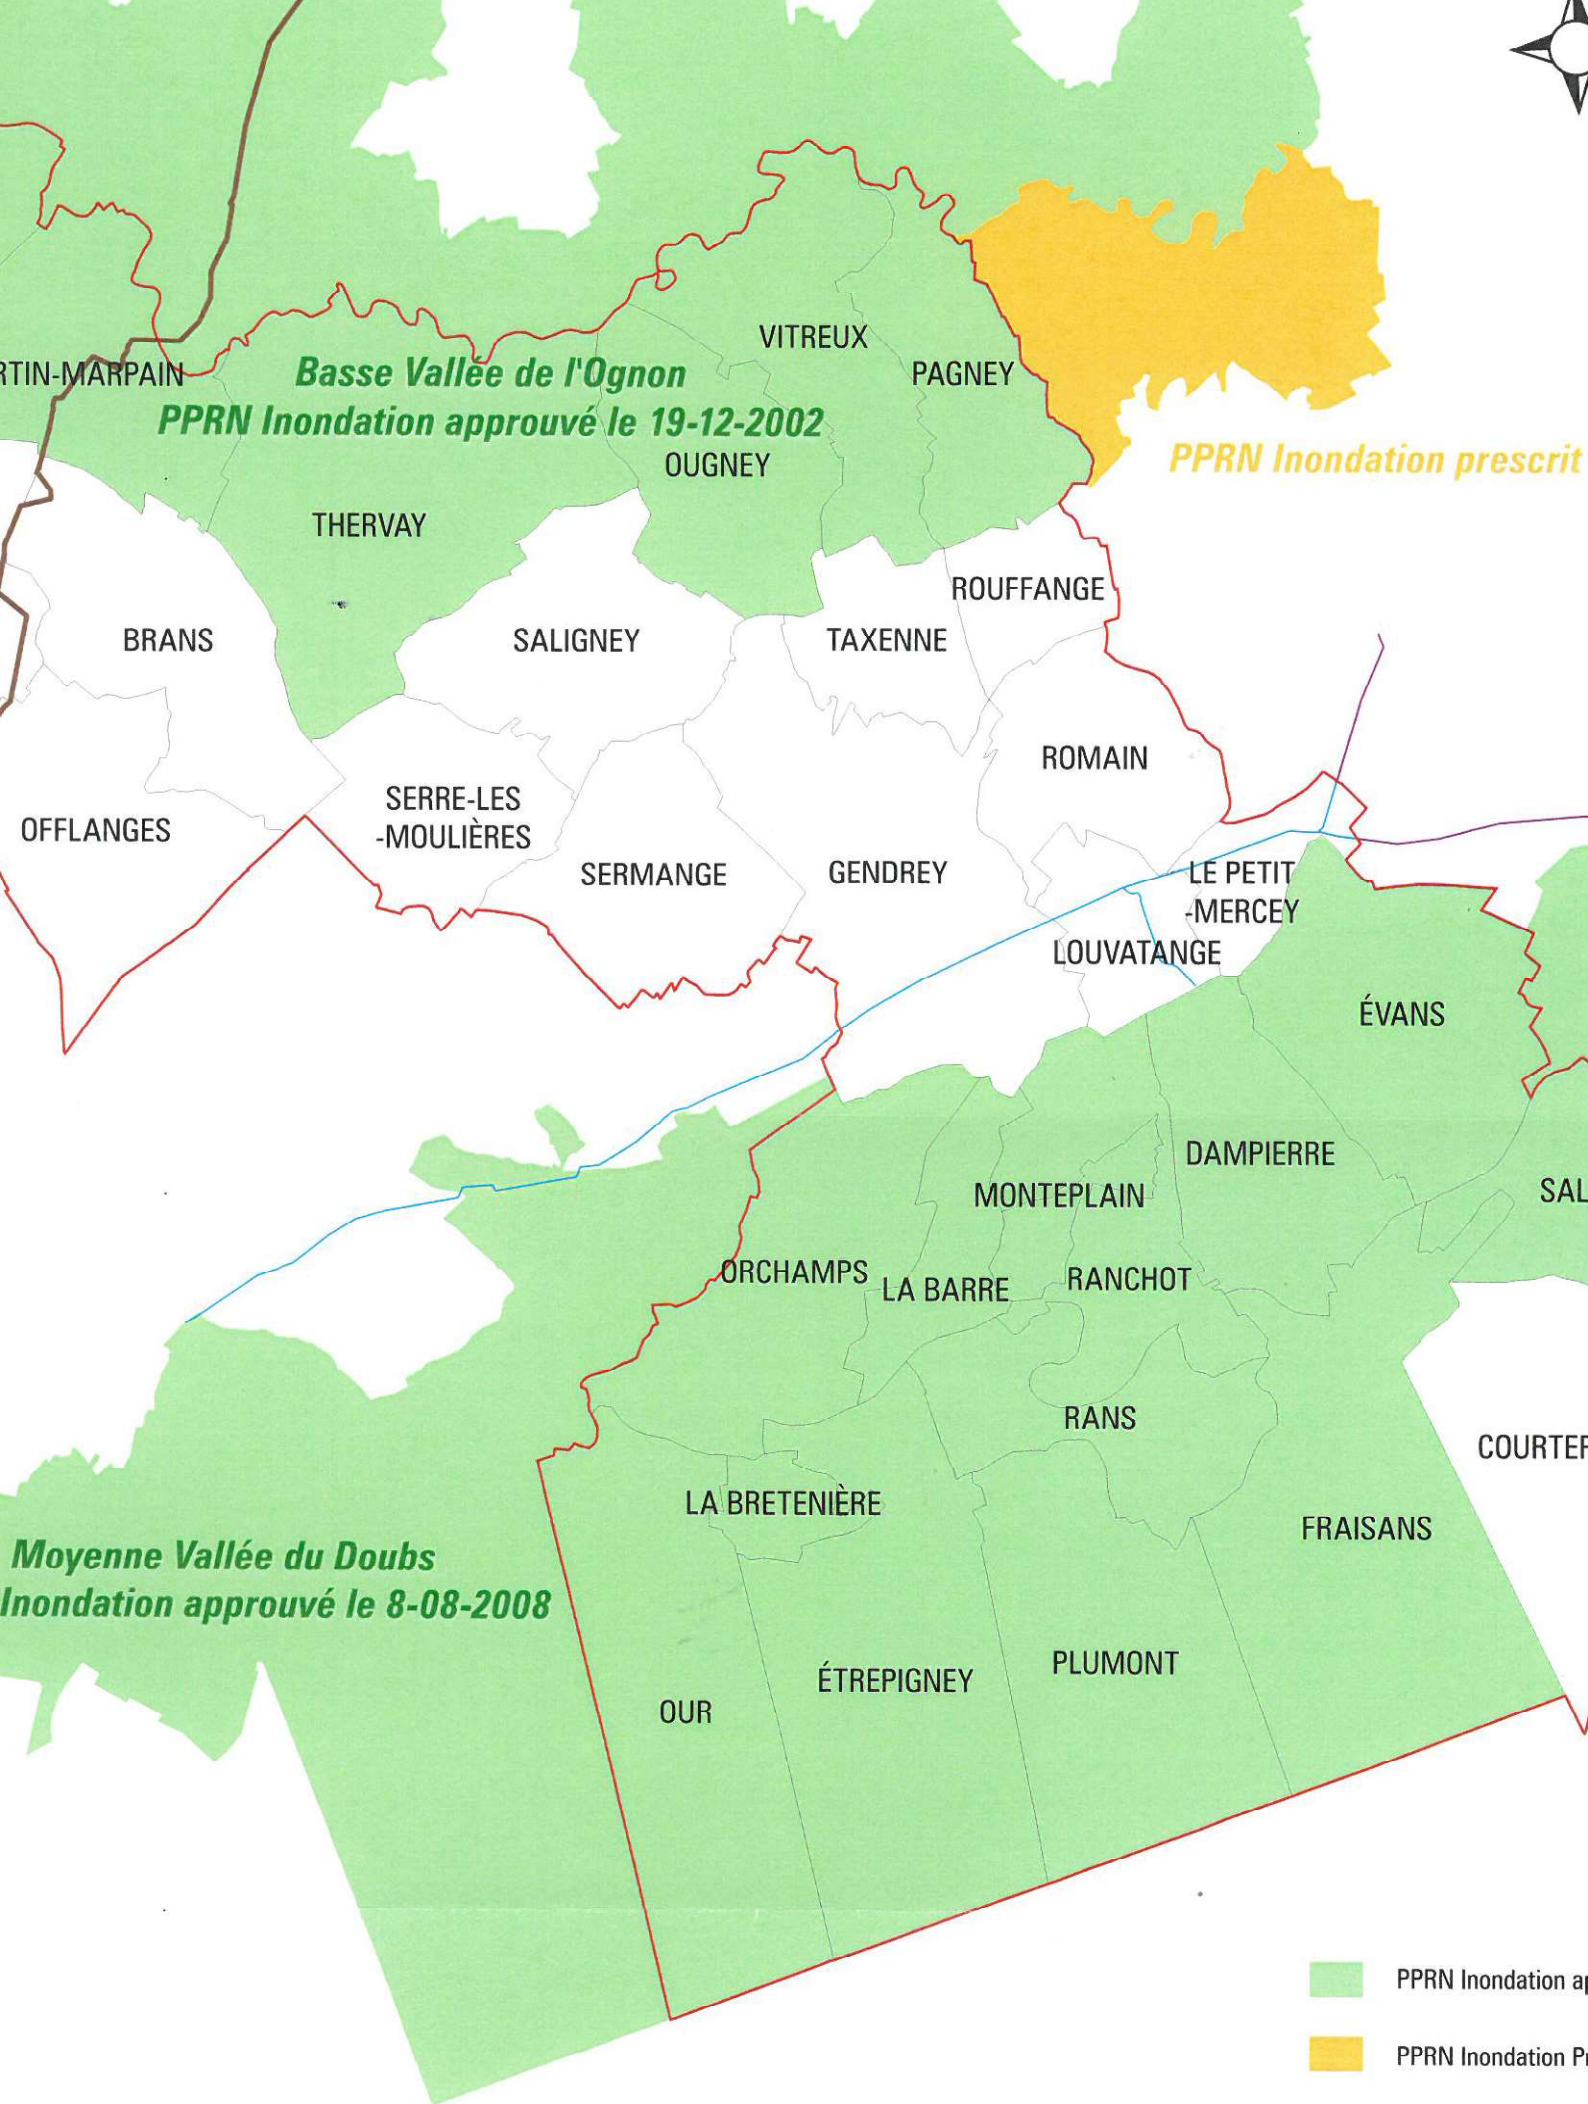 VITREUX
RTIN-MARPAIN
Basse Vallée de l'Ognon
PAGNEY
PPRN Inondation approuvé le 19-12-2002
OUGNEY
PPRN Inondation prescrit
THERVAY
ROUFFANGE
BRANS
SALIGNEY
TAXENNE
ROMAIN
SERRE-LES
-MOULIÈRES
OFFLANGES
SERMANGE
GENDREY
LE PETIT
-MERCEY
LOUVATANGE
ÉVANS
DAMPIERRE
MONTEPLAIN
SAL
ORCHAMPS
LA BARRE
RANCHOT
RANS
COURTEF
LA BRETENIÈRE
FRAISANS
Moyenne Vallée du Doubs
Inondation approuvé le 8-08-2008
ÉTREPIGNEY
PLUMONT
OUR
PPRN Inondation ap
PPRN Inondation Pr